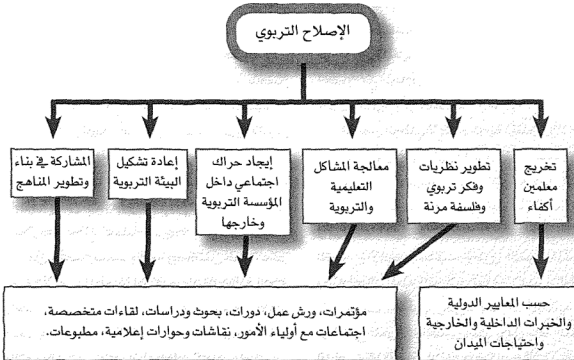 الإصلاح التربوي
تخريج
معلمين
أكفاء
تطوير نظريات
وفكر تربوي
وفلسفة مرنة
معالجة المشاكل
التعليمية
والتربوية
إيجاد حراك
اجتماعي داخل
المؤسسة التربوية
وخارجها
إعادة تشكيل
البيئة التربوية
المشاركة في بناء
وتطوير المناهج
حسب المعايير الدولية
والخبرات الداخلية والخارجية
واحتياجات الميدان
مؤتمرات، ورش عمل، دورات، بحوث ودراسات، لقاءات متخصصة،
اجتماعات مع أولياء الأمور، نقاشات وحوارات إعلامية، مطبوعات.